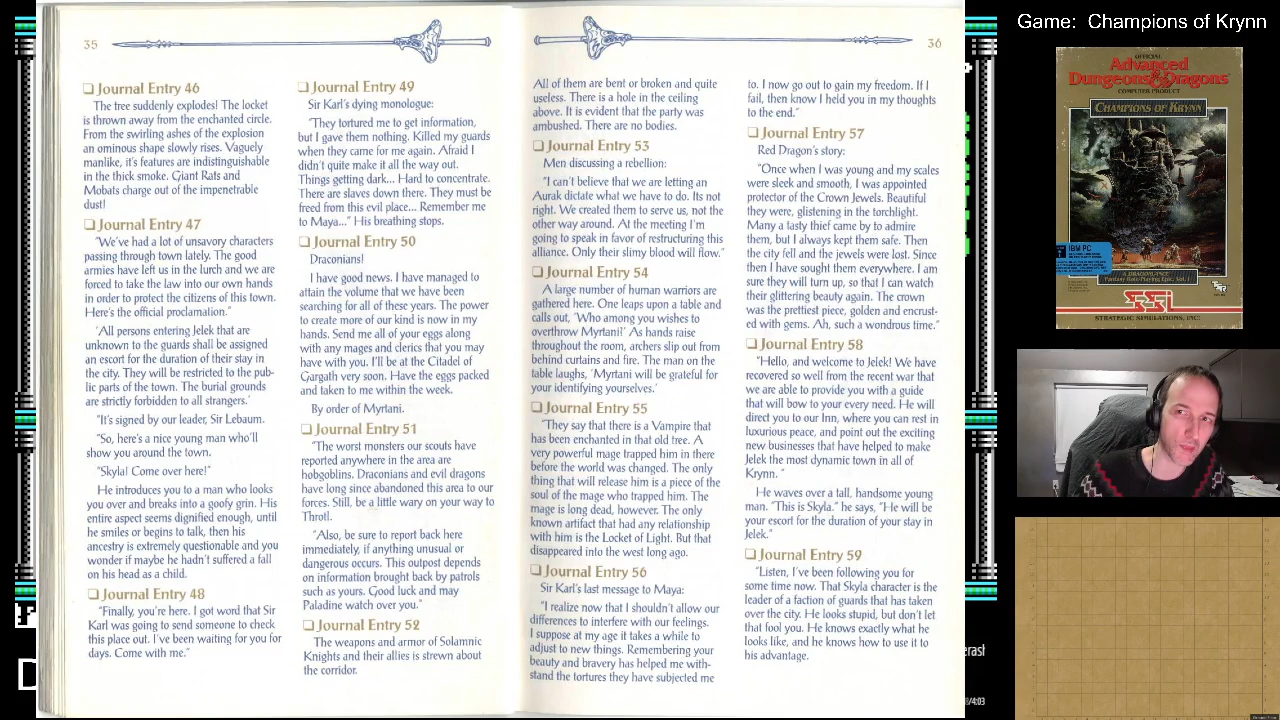 35
❑ Journal Entry 46
The tree suddenly explodes! The locket
is thrown away from the enchanted circle.
From the swirling ashes of the explosion
an ominous shape slowly rises. Vaguely
manlike, it's features are indistinguishable
in the thick smoke. Giant Rats and
Mobats charge out of the impenetrable
dust!
❑ Journal Entry 47
"We've had a lot of unsavory characters
passing through town lately. The good
armies have left us in the lurch and we are
forced to take the law into our own hands
in order to protect the citizens of this town.
Here's the official proclamation."
'All persons entering Jelek that are
unknown to the guards shall be assigned
an escort for the duration of their stay in
the city. They will be restricted to the pub-
lic parts of the town. The burial grounds
are strictly forbidden to all strangers.'
"It's signed by our leader, Sir Lebaum.
"So, here's a nice young man who'll
show you around the town.
"Skyla! Come over here!"
He introduces you to a man who looks
you over and breaks into a goofy grin. His
entire aspect seems dignified enough, until
he smiles or begins to talk, then his
ancestry is extremely questionable and you
wonder if maybe he hadn't suffered a fall
on his head as a child.
❑ Journal Entry 48
"Finally, you're here. I got word that Sir
Karl was going to send someone to check
this place out. I've been waiting for you for
days. Come with me."
❑ Journal Entry 49
Sir Karl's dying monologue:
"They tortured me for information,
but I gave them nothing. Killed my guards
when they came for me again. Afraid I
didn't quite make it all the way out.
Things getting dark... Hard to concentrate.
There are slaves down there. They must be
freed from this evil place... Remember me
to Maya..." His breathing stops.
❑ Journal Entry 50
Draconians!
I have gone north and managed to
attain the volume that we have been
searching for all of these years. The power
to create more of our kind is now in my
hands. Send me all of your eggs along
with any mages and clerics that you may
have with you. I'll be at the Citadel of
Gargath very soon. Have the eggs packed
and taken to me within the week.
By order of Myrtani.
❑ Journal Entry 51
"The worst monsters our scouts have
reported anywhere in the area are
hobgoblins. Draconians and evil dragons
have long since abandoned this area to our
forces. Still, be a little wary on your way to
Throtl.
"Also, be sure to report back here
immediately, if anything unusual or
dangerous occurs. This outpost depends
on information brought back by patrols
such as yours. Good luck and may
Paladine watch over you."
❑ Journal Entry 52
The weapons and armor of Solamnic
Knights and their allies is strewn about
the corridor.
36
All of them are bent or broken and quite
useless. There is a hole in the ceiling
above. It is evident that the party was
ambushed. There are no bodies.
❑ Journal Entry 53
Men discussing a rebellion:
"I can't believe that we are letting an
Aurak dictate what we have to do. Its not
right. We created them to serve us, not the
other way around. At the meeting I'm
going to speak in favor of restructuring this
alliance. Only their slimy blood will flow."
❑ Journal Entry 54
A large number of human warriors are
gathered here. One leaps upon a table and
calls out, 'Who among you wishes to
overthrow Myrtani?' As hands raise
throughout the room, archers slip out from
behind curtains and fire. The man on the
table laughs, 'Myrtani will be grateful for
your identifying yourselves.'
❑ Journal Entry 55
"They say that there is a Vampire that
has been enchanted in that old tree. A
very powerful mage trapped him in there
before the world was changed. The only
thing that will release him is a piece of the
soul of the mage who trapped him. The
mage is long dead, however. The only
known artifact that had any relationship
with him is the Locket of Light. But that
disappeared into the west long ago.
❑ Journal Entry 56
Karl's last message to Maya:
"I realize now that I shouldn't allow our
differences to interfere with our feelings.
I suppose at my age it takes a while to
adjust to new things. Remembering your
beauty and bravery has helped me with-
stand the tortures they have subjected me
to. I now go out to gain my freedom. If I
fail, then know I held you in my thoughts
to the end."
❑ Journal Entry 57
Red Dragon's story:
"Once when I was young and my scales
were sleek and smooth, I was appointed
protector of the Crown Jewels. Beautiful
they were, glistening in the torchlight.
Many a tasty thief came by to admire
them, but I always kept them safe. Then
the city fell and the jewels were lost. Since
then I have sought them everywhere. I am
sure they will turn up, so that I can watch
their glittering beauty again. The crown
was the prettiest piece, golden and encrust-
ed with gems. Ah, such a wondrous time."
❑ Journal Entry 58
"Hello, and welcome to Jelek! We have
recovered so well from the recent war that
we are able to provide you with a guide
that will bow to your every need. He will
direct you to our Inn, where you can rest in
luxurious peace, and point out the exciting
new businesses that have helped to make
Jelek the most dynamic town in all of
Krynn. "
He waves over a tall, handsome young
man. "This is Skyla." he says, "He will be
your escort for the duration of your stay in
Jelek."
❑ Journal Entry 59
"Listen, I've been following you for
some time now. That Skyla character is the
leader of a faction of guards that has taken
over the city. He looks stupid, but don't let
that fool you. He knows exactly what he
looks like, and he knows how to use it to
his advantage.
Game: Champions of Krynn
OFFICIAL
Advanced
Dungeons & Dragons
COMPUTER PRODUCT
CHAMPIONS OF KRYNN
IBM PC
A DRAGONLANCE
Fantasy Role-Playing Epic, Vol. I
TSR
SSI
STRATEGIC SIMULATIONS, INC.
/4:03